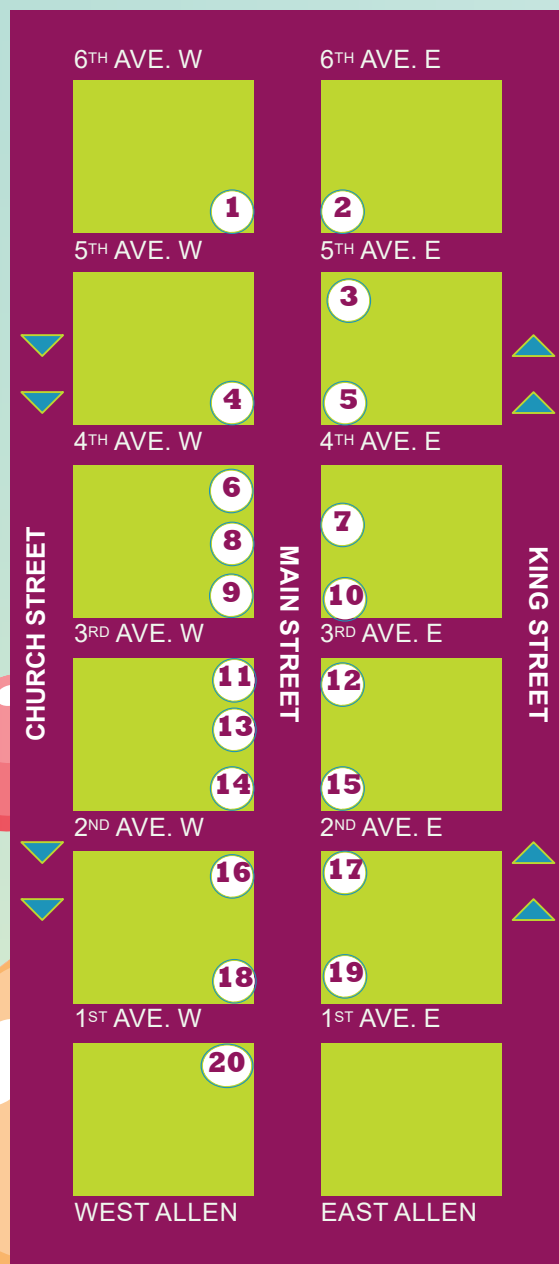 6TH AVE. W
6TH AVE. E
1
2
5TH AVE. W
5TH AVE. E
3
4
5
4TH AVE. W
4TH AVE. E
6
7
8
9
10
CHURCH STREET
MAIN STREET
KING STREET
3RD AVE. W
3RD AVE. E
11
12
13
14
15
2ND AVE. W
2ND AVE. E
16
17
18
19
1ST AVE. W
1ST AVE. E
20
WEST ALLEN
EAST ALLEN